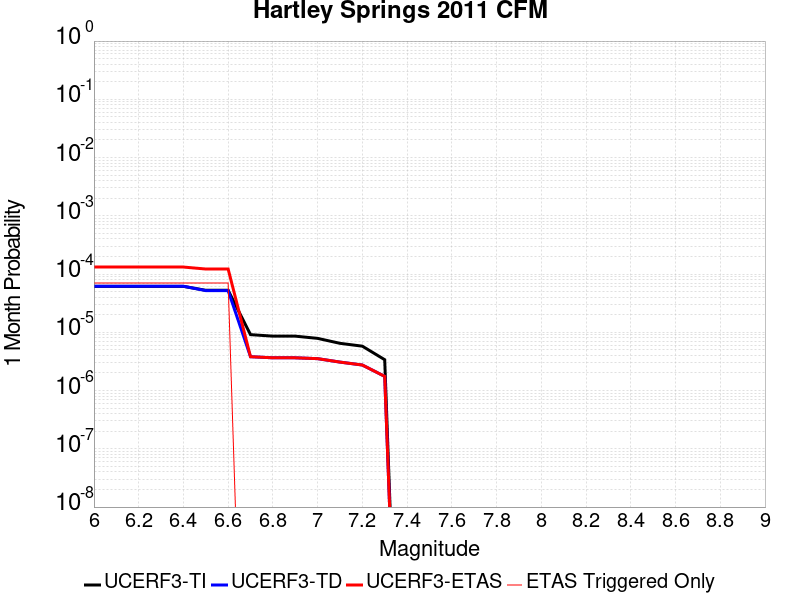 Hartley Springs 2011 CFM
10 0
10 -1
10 -2
10 -3
10 -4
10 -5
10 -6
10 -7
10 -8
1 Month Probability
6 6.2 6.4 6.6 6.8 7 7.2 7.4 7.6 7.8 8 8.2 8.4 8.6 8.8 9
Magnitude
UCERF3-TI UCERF3-TD UCERF3-ETAS ETAS Triggered Only